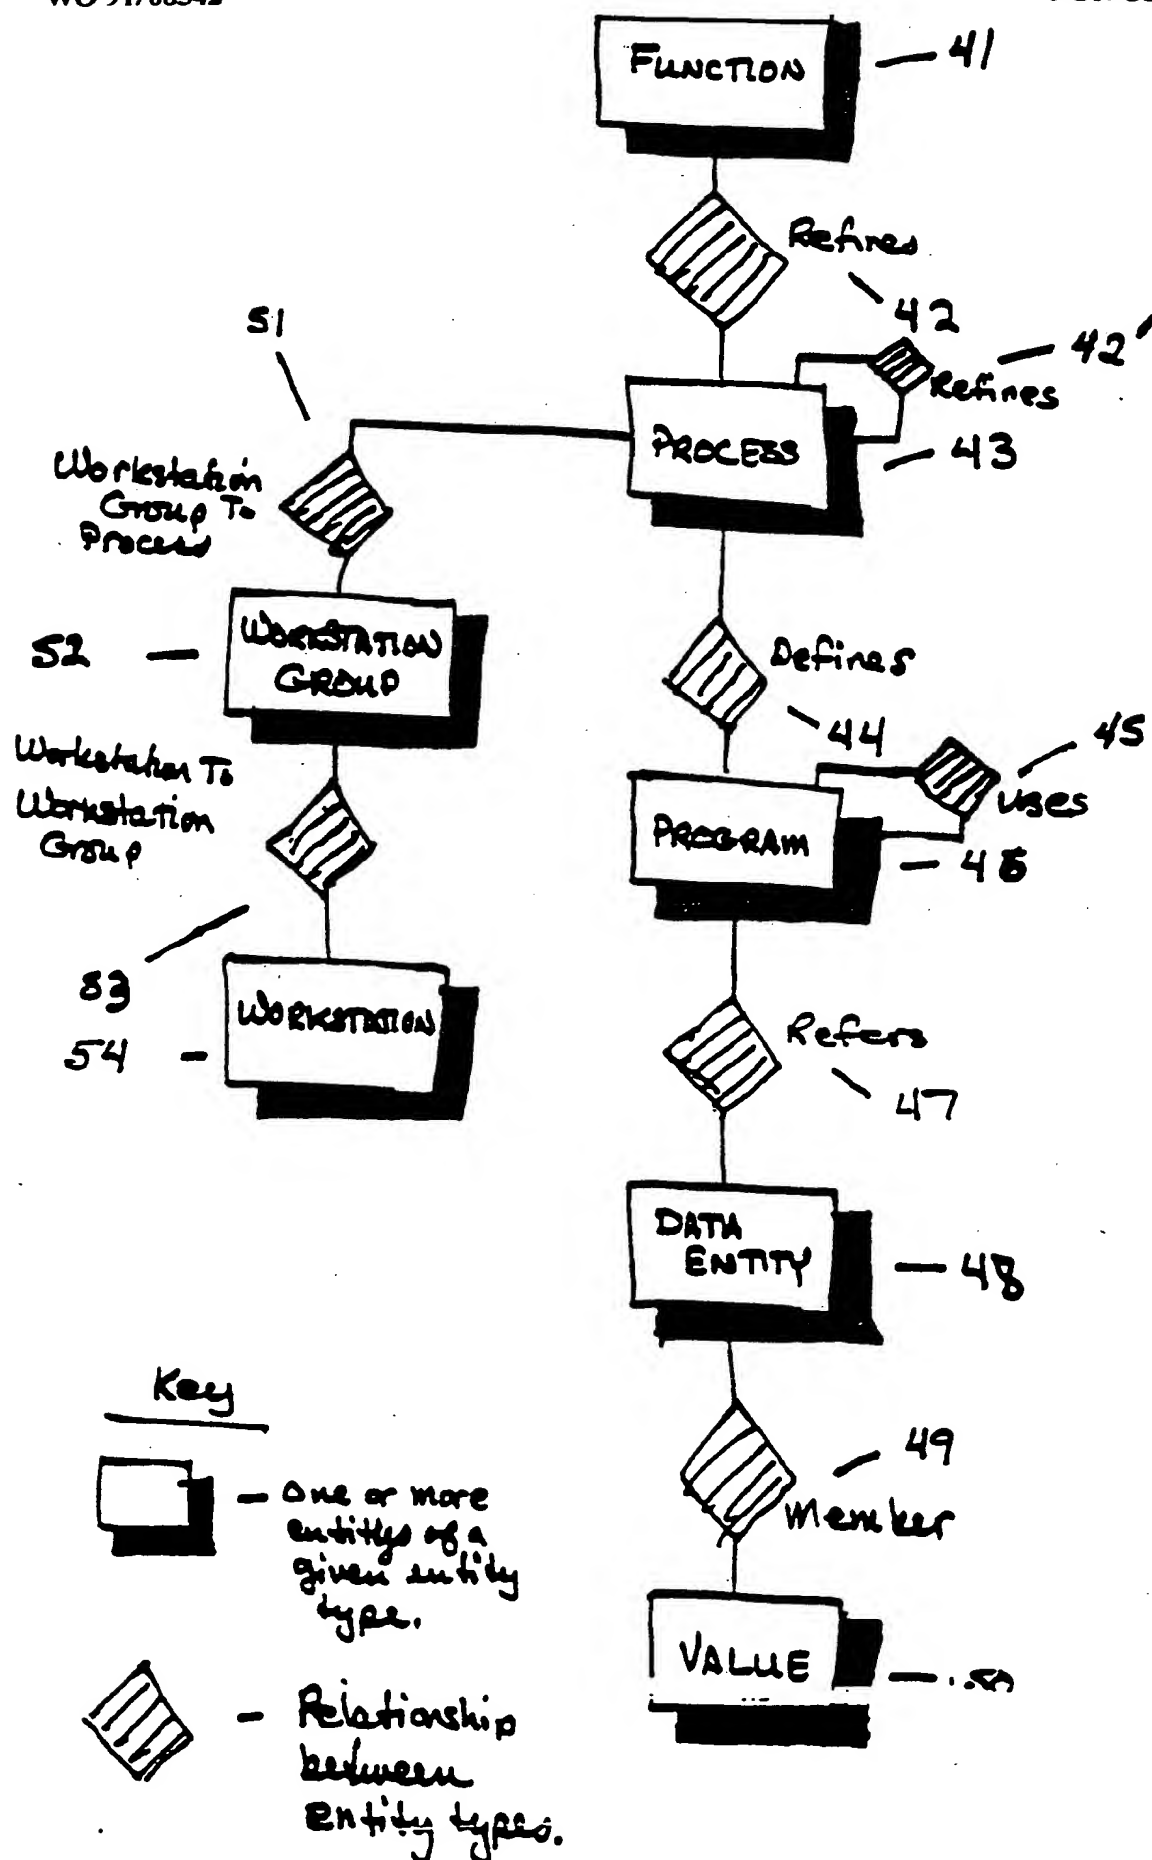 FUNCTION
41
Refines
42
42'
Refines
51
PROCESS
43
Workstation
Group To
Process
52
WORKSTATION
GROUP
Defines
44
45
Uses
Workstation To
Workstation
Group
PROGRAM
46
53
54
WORKSTATION
Refers
47
DATA
ENTITY
48
Key
One or more
entitys of a
given entity
type.
49
Member
VALUE
Relationship
between
entity types.